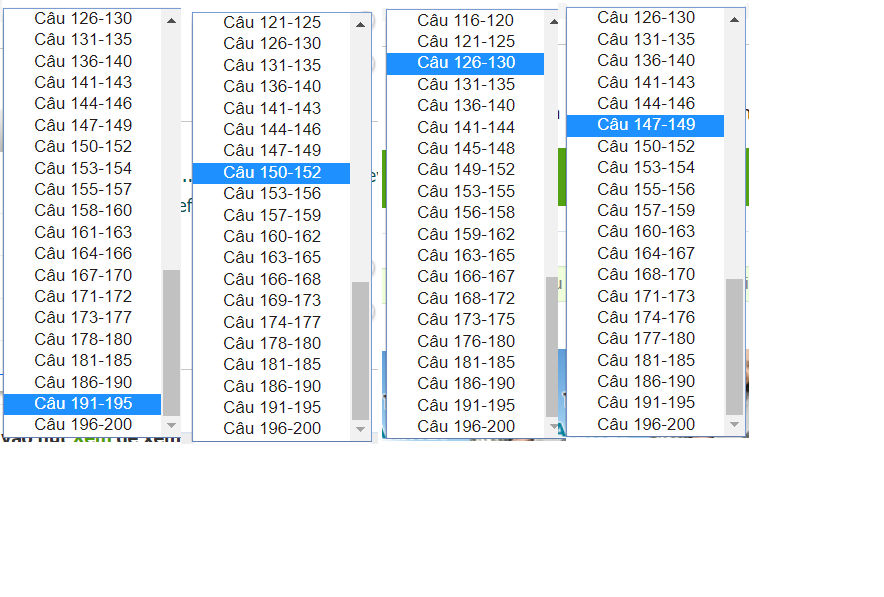 Câu 126-130
Câu 131-135
Câu 136-140
Câu 141-143
Câu 144-146
Câu 147-149
Câu 150-152
Câu 153-154
Câu 155-157
Câu 158-160
Câu 161-163
Câu 164-166
Câu 167-170
Câu 171-172
Câu 173-177
Câu 178-180
Câu 181-185
Câu 186-190
Câu 191-195
Câu 196-200
Câu 121-125
Câu 126-130
Câu 131-135
Câu 136-140
Câu 141-143
Câu 144-146
Câu 147-149
Câu 150-152
Câu 153-156
Câu 157-159
Câu 160-162
Câu 163-165
Câu 166-168
Câu 169-173
Câu 174-177
Câu 178-180
Câu 181-185
Câu 186-190
Câu 191-195
Câu 196-200
Câu 116-120
Câu 121-125
Câu 126-130
Câu 131-135
Câu 136-140
Câu 141-144
Câu 145-148
Câu 149-152
Câu 153-155
Câu 156-158
Câu 159-162
Câu 163-165
Câu 166-167
Câu 168-172
Câu 173-175
Câu 176-180
Câu 181-185
Câu 186-190
Câu 191-195
Câu 196-200
Câu 126-130
Câu 131-135
Câu 136-140
Câu 141-143
Câu 144-146
Câu 147-149
Câu 150-152
Câu 153-154
Câu 155-156
Câu 157-159
Câu 160-163
Câu 164-167
Câu 168-170
Câu 171-173
Câu 174-176
Câu 177-180
Câu 181-185
Câu 186-190
Câu 191-195
Câu 196-200